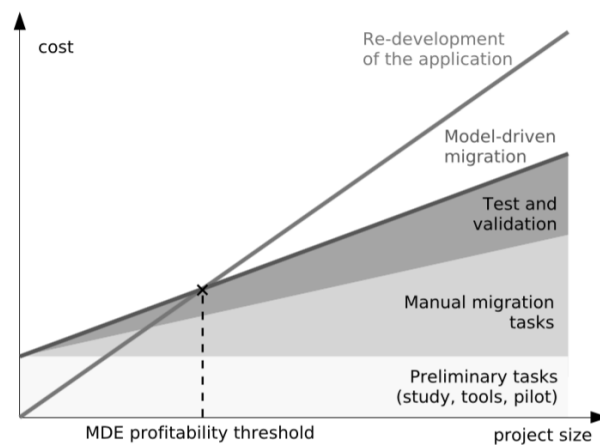 cost
Re-development
of the application
Model-driven
migration
Test and
validation
Manual migration
tasks
Preliminary tasks
(study, tools, pilot)
MDE profitability threshold
project size